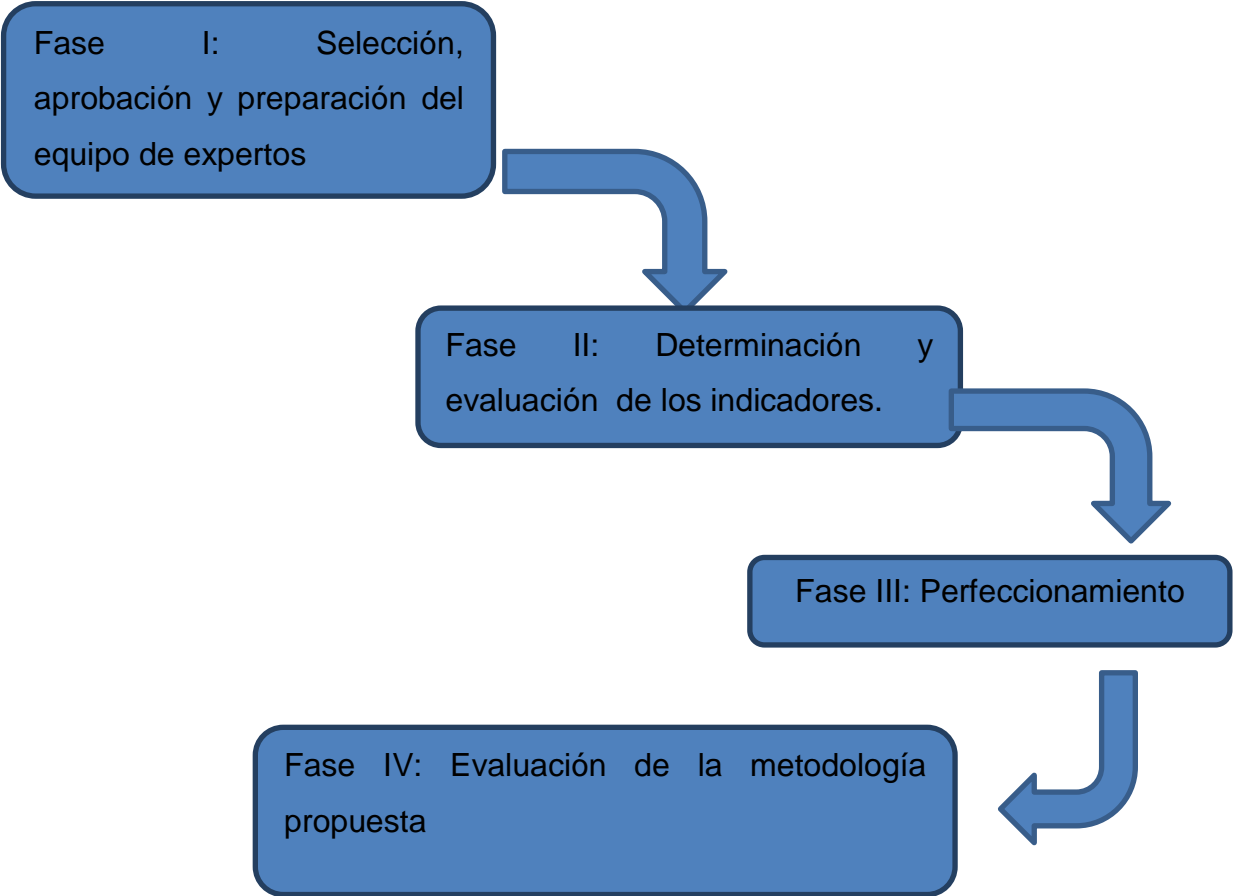 Fase I: Selección,
aprobación y preparación del
equipo de expertos
Fase II: Determinación y
evaluación de los indicadores.
Fase III: Perfeccionamiento
Fase IV: Evaluación de la metodología
propuesta